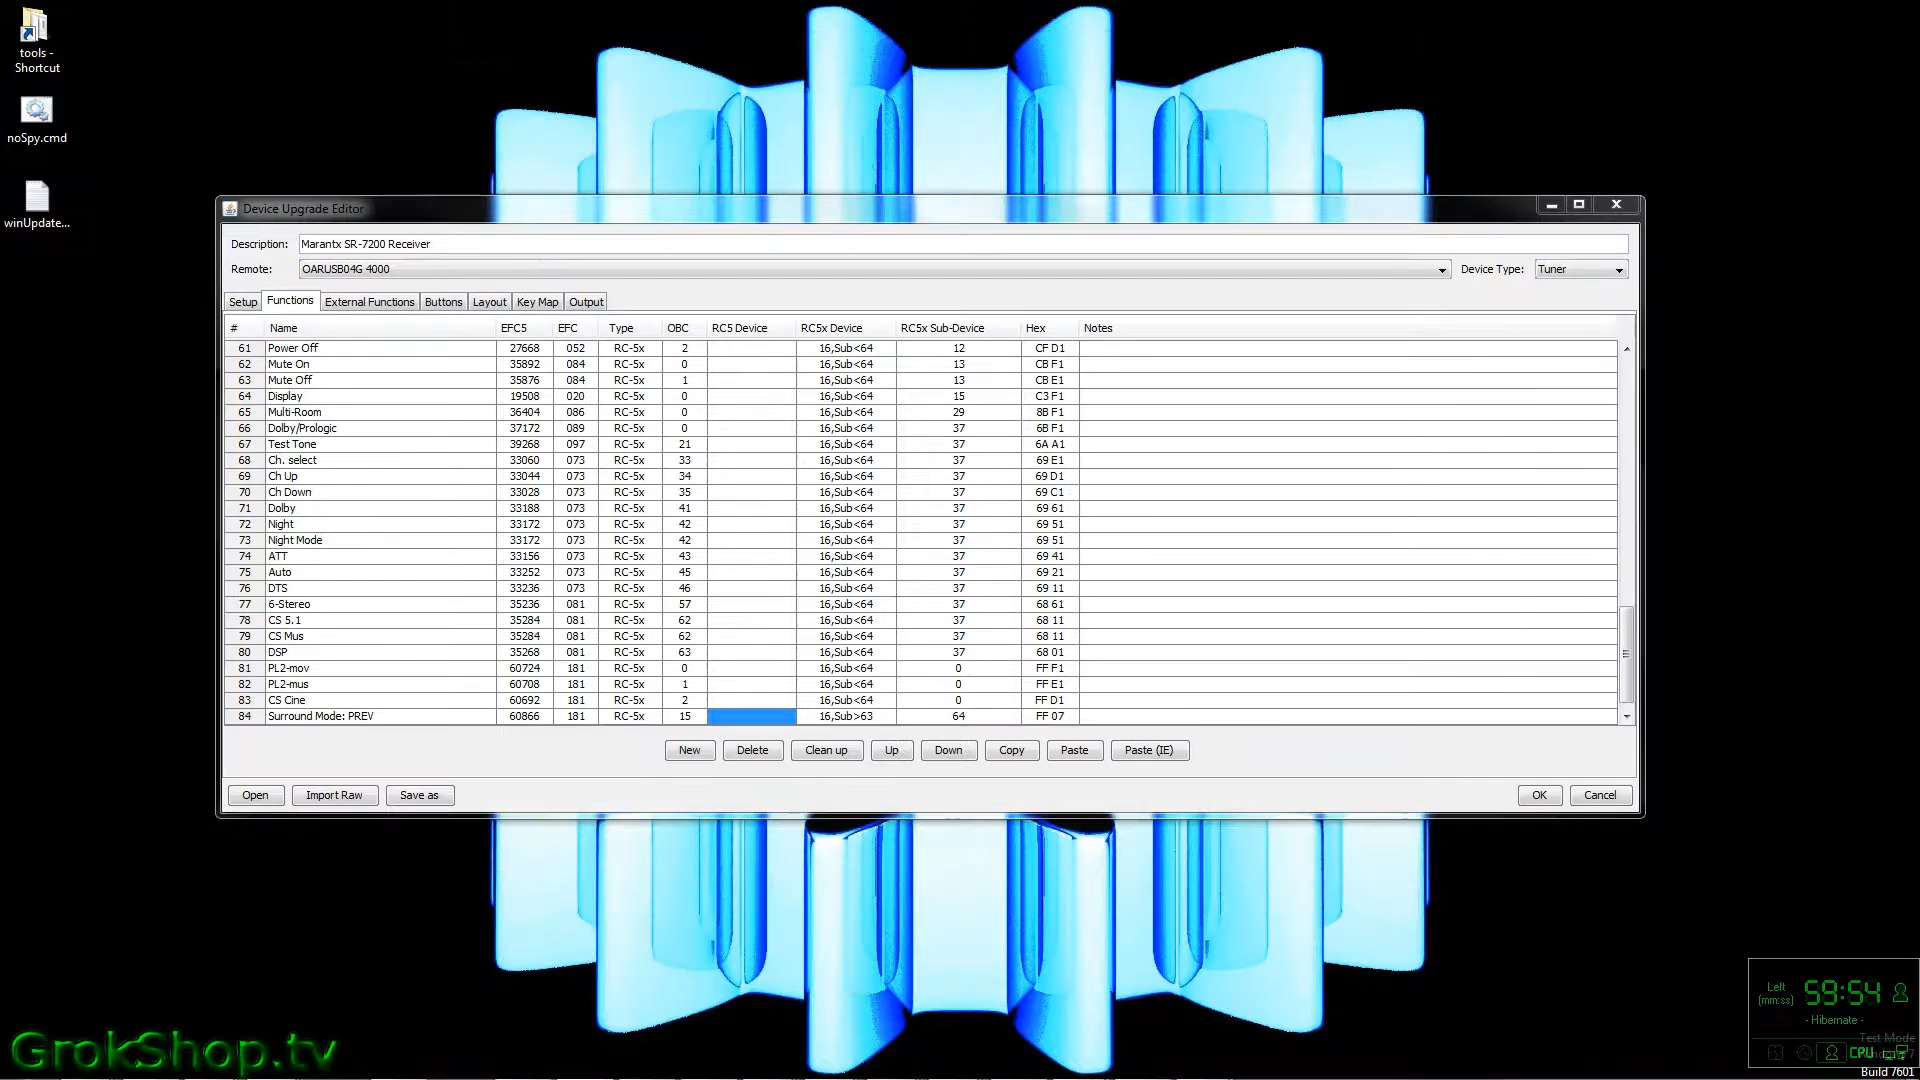 tools -
Shortcut
noSpy.cmd
winUpdate...
Device Upgrade Editor
Description: Marantx SR-7200 Receiver
Remote: OARUSB04G 4000 Device Type: Tuner
Setup Functions External Functions Buttons Layout Key Map Output
# Name EFC5 EFC Type OBC RC5 Device RC5x Device RC5x Sub-Device Hex Notes
61 Power Off 27668 052 RC-5x 2 16,Sub<64 12 CF D1
62 Mute On 35892 084 RC-5x 0 16,Sub<64 13 CB F1
63 Mute Off 35876 084 RC-5x 1 16,Sub<64 13 CB E1
64 Display 19508 020 RC-5x 0 16,Sub<64 15 C3 F1
65 Multi-Room 36404 086 RC-5x 0 16,Sub<64 29 8B F1
66 Dolby/Prologic 37172 089 RC-5x 0 16,Sub<64 37 6B F1
67 Test Tone 39268 097 RC-5x 21 16,Sub<64 37 6A A1
68 Ch. select 33060 073 RC-5x 33 16,Sub<64 37 69 E1
69 Ch Up 33044 073 RC-5x 34 16,Sub<64 37 69 D1
70 Ch Down 33028 073 RC-5x 35 16,Sub<64 37 69 C1
71 Dolby 33188 073 RC-5x 41 16,Sub<64 37 69 61
72 Night 33172 073 RC-5x 42 16,Sub<64 37 69 51
73 Night Mode 33172 073 RC-5x 42 16,Sub<64 37 69 51
74 ATT 33156 073 RC-5x 43 16,Sub<64 37 69 41
75 Auto 33252 073 RC-5x 45 16,Sub<64 37 69 21
76 DTS 33236 073 RC-5x 46 16,Sub<64 37 69 11
77 6-Stereo 35236 081 RC-5x 57 16,Sub<64 37 68 61
78 CS 5.1 35284 081 RC-5x 62 16,Sub<64 37 68 11
79 CS Mus 35284 081 RC-5x 62 16,Sub<64 37 68 11
80 DSP 35268 081 RC-5x 63 16,Sub<64 37 68 01
81 PL2-mov 60724 181 RC-5x 0 16,Sub<64 0 FF F1
82 PL2-mus 60708 181 RC-5x 1 16,Sub<64 0 FF E1
83 CS Cine 60692 181 RC-5x 2 16,Sub<64 0 FF D1
84 Surround Mode: PREV 60866 181 RC-5x 15 16,Sub>63 64 FF 07
New Delete Clean up Up Down Copy Paste Paste (IE)
Open Import Raw Save as OK Cancel
Left
(mm:ss)
59:54
- Hibernate -
Test Mode
CPU
Build 7601
GrokShop.tv